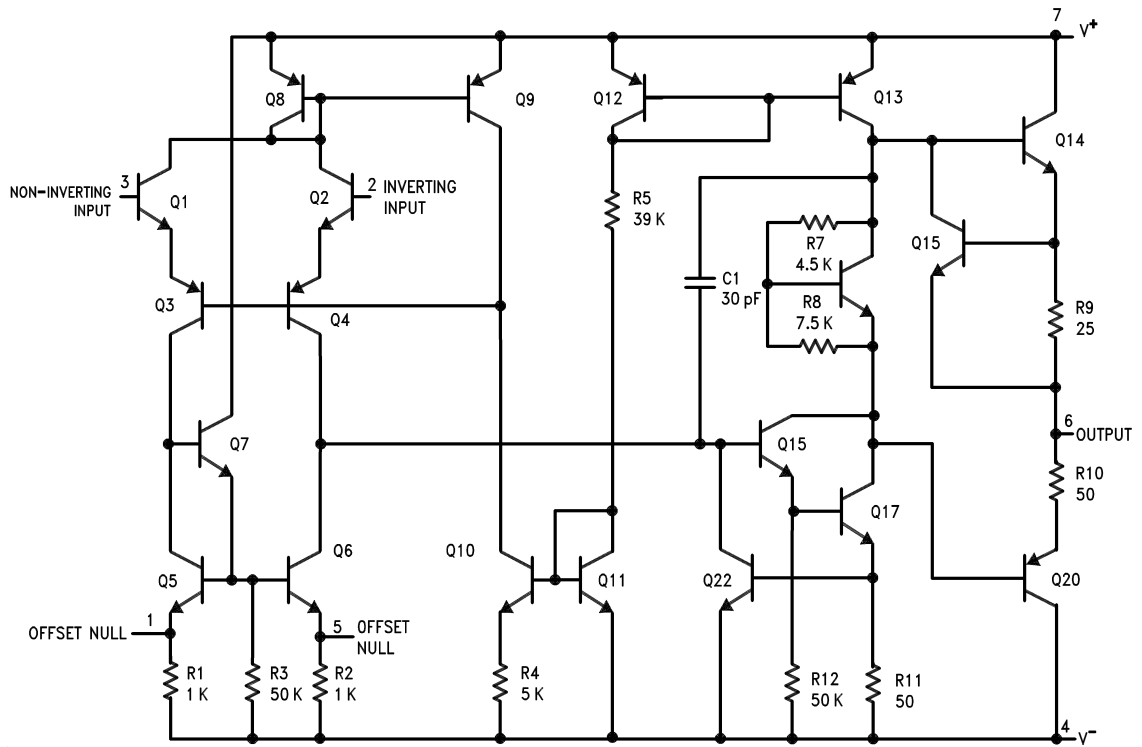 7
V+
Q8
Q9
Q12
Q13
Q14
3
NON-INVERTING
INPUT
Q1
Q2
2 INVERTING
INPUT
R5
39 K
R7
4.5 K
Q15
Q3
Q4
C1
30 pF
R8
7.5 K
R9
25
Q7
Q15
6
OUTPUT
R10
50
Q5
Q6
Q10
Q11
Q22
Q17
Q20
1
OFFSET NULL
5
OFFSET
NULL
R1
1 K
R3
50 K
R2
1 K
R4
5 K
R12
50 K
R11
50
4
V-